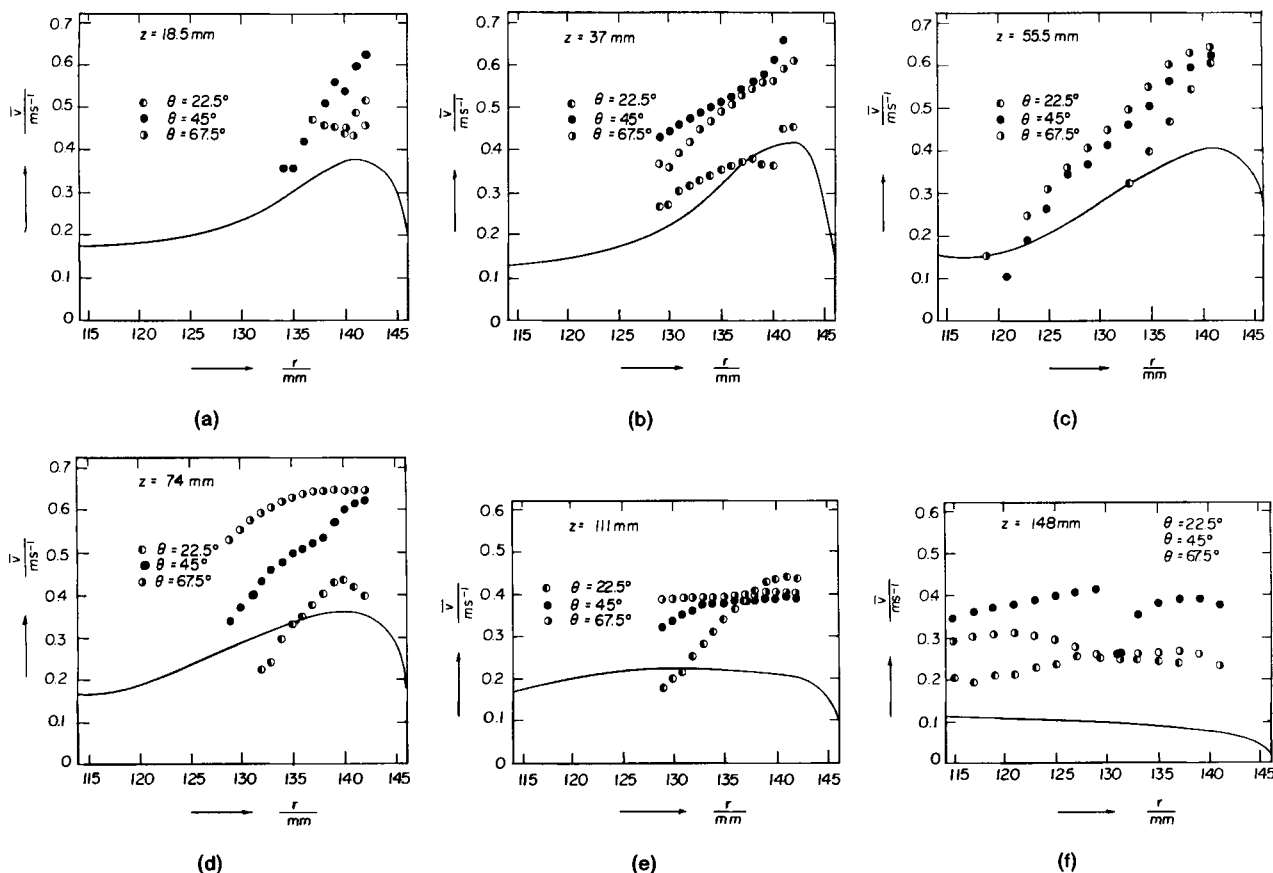 0.7
0.6
0.5
0.4
0.3
0.2
0.1
0
z = 18.5 mm
θ = 22.5°
θ = 45°
θ = 67.5°
v̅
ms⁻¹
115 120 125 130 135 140 145
r
mm
(a)
0.7
0.6
0.5
0.4
0.3
0.2
0.1
0
z = 37 mm
θ = 22.5°
θ = 45°
θ = 67.5°
v̅
ms⁻¹
115 120 125 130 135 140 145
r
mm
(b)
0.7
0.6
0.5
0.4
0.3
0.2
0.1
0
z = 55.5 mm
θ = 22.5°
θ = 45°
θ = 67.5°
v̅
ms⁻¹
115 120 125 130 135 140 145
r
mm
(c)
0.7
0.6
0.5
0.4
0.3
0.2
0.1
0
z = 74 mm
θ = 22.5°
θ = 45°
θ = 67.5°
v̅
ms⁻¹
115 120 125 130 135 140 145
r
mm
(d)
0.6
0.5
0.4
0.3
0.2
0.1
0
z = 111 mm
θ = 22.5°
θ = 45°
θ = 67.5°
v̅
ms⁻¹
115 120 125 130 135 140 145
r
mm
(e)
0.6
0.5
0.4
0.3
0.2
0.1
0
z = 148 mm
θ = 22.5°
θ = 45°
θ = 67.5°
v̅
ms⁻¹
115 120 125 130 135 140 145
r
mm
(f)